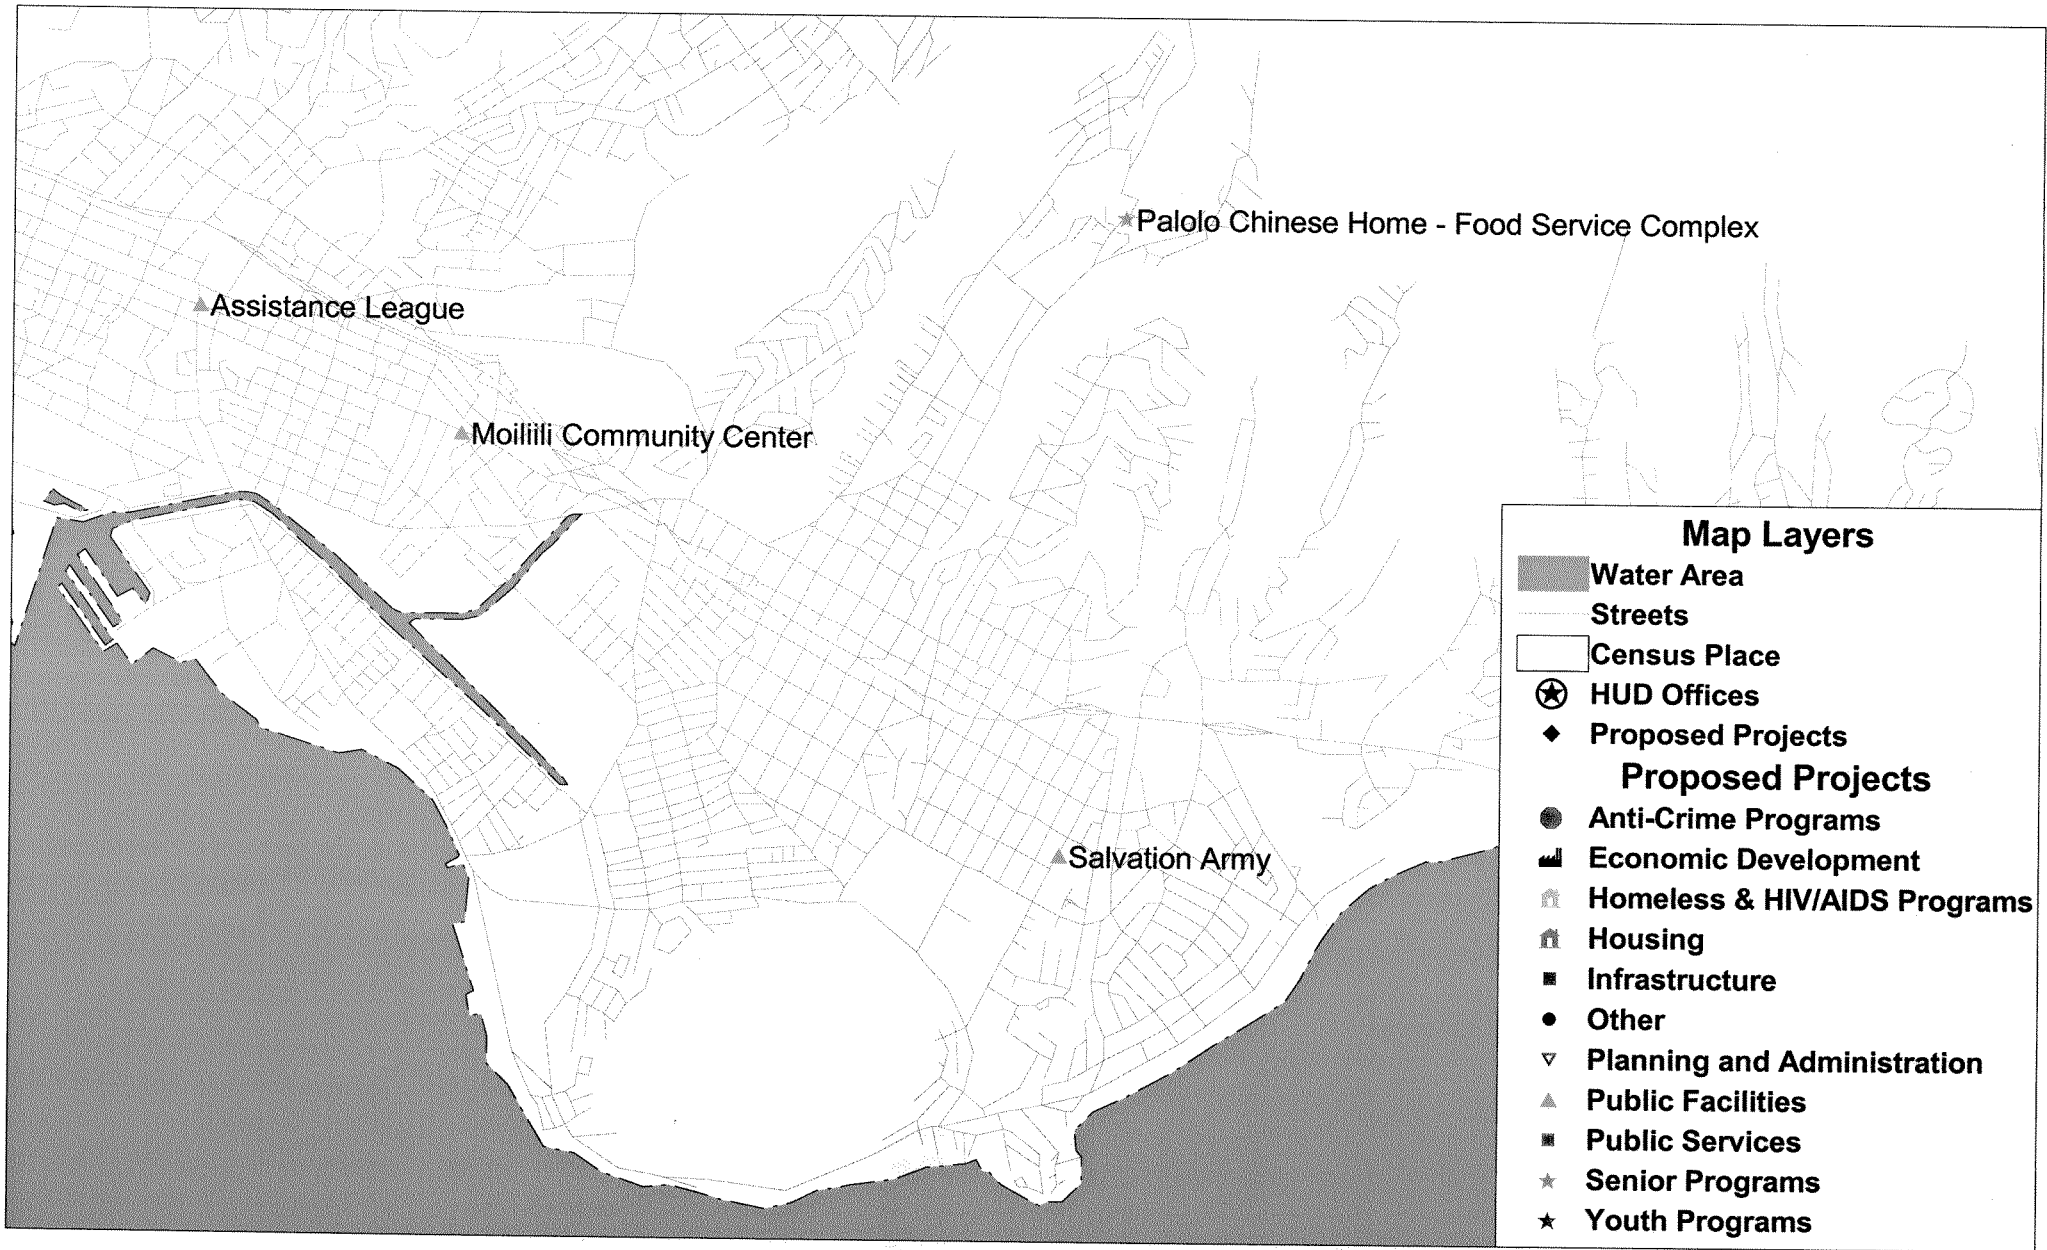 Palolo Chinese Home - Food Service Complex
Assistance League
Moiliili Community Center
Salvation Army
Map Layers
Water Area
Streets
Census Place
HUD Offices
Proposed Projects
Proposed Projects
Anti-Crime Programs
Economic Development
Homeless & HIV/AIDS Programs
Housing
Infrastructure
Other
Planning and Administration
Public Facilities
Public Services
Senior Programs
Youth Programs